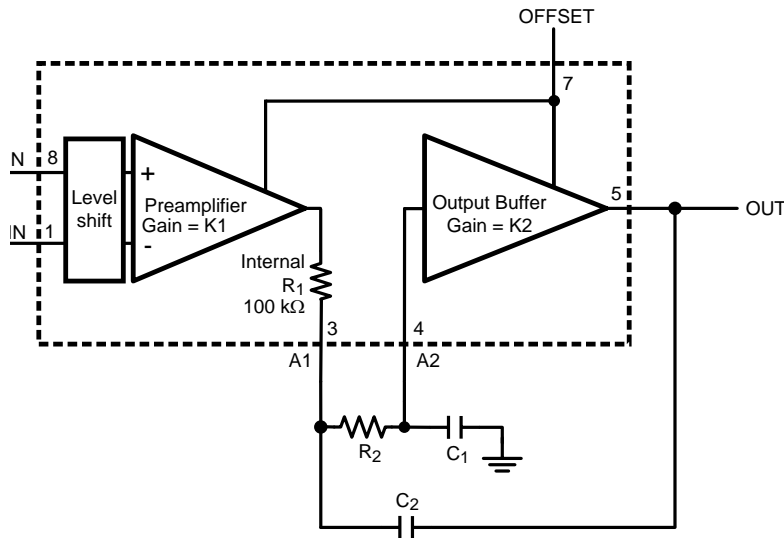 OFFSET
7
N 8
Level
shift
+
Preamplifier
Gain = K1
-
IN 1
Output Buffer
Gain = K2
5
OUT
Internal
R1
100 kΩ
3
4
A1
A2
R2
C1
C2